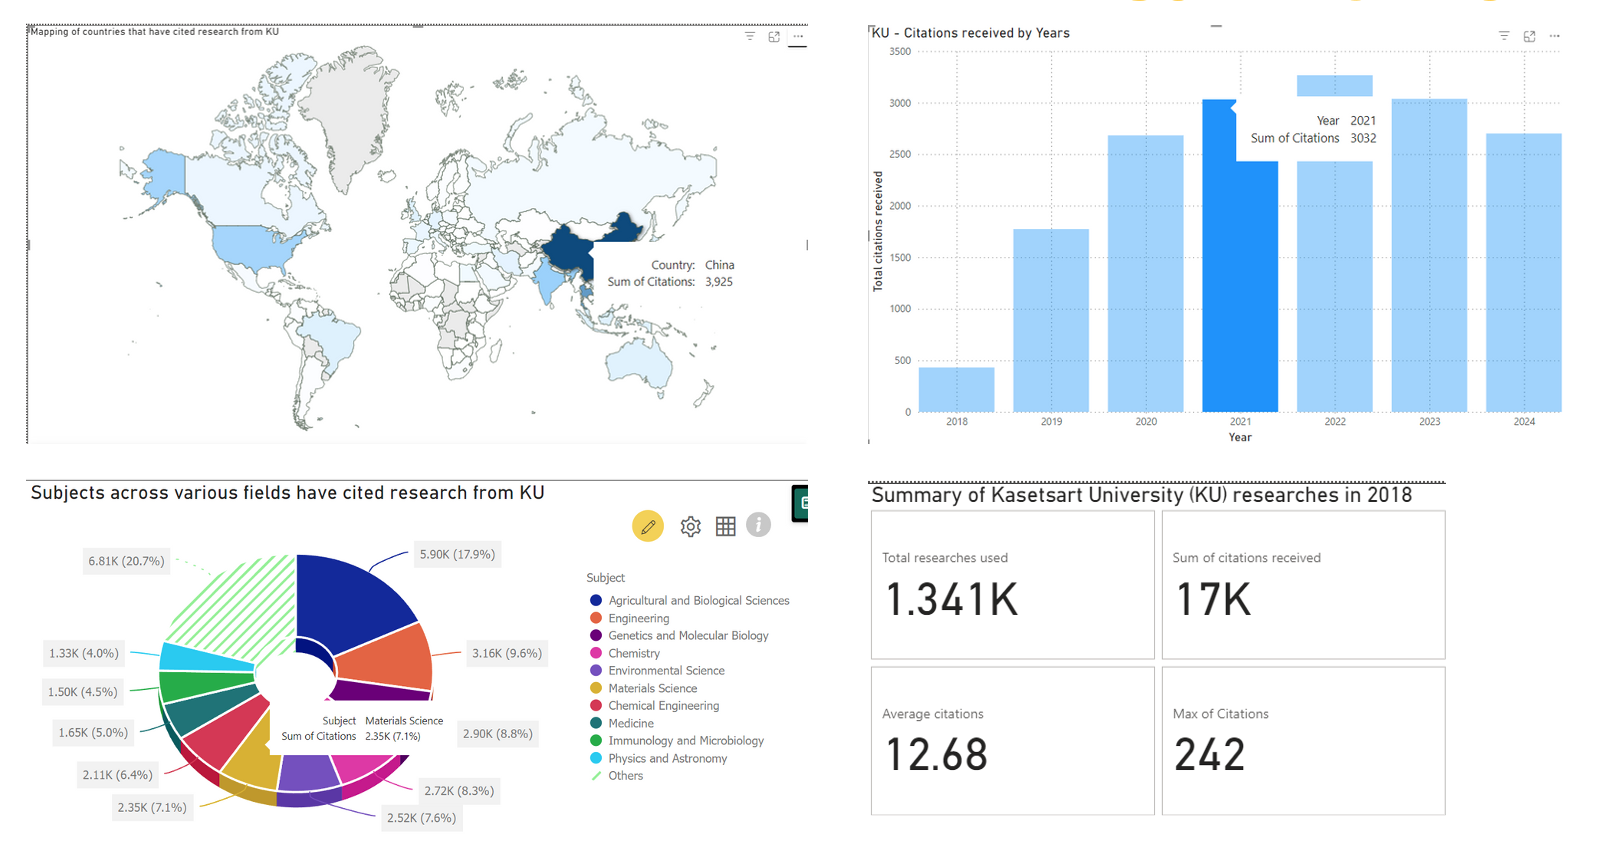 Mapping of countries that have cited research from KU
Country: China
Sum of Citations: 3,925
KU - Citations received by Years
Total citations received
3500
3000
2500
2000
1500
1000
500
0
Year 2021
Sum of Citations 3032
2018 2019 2020 2021 2022 2023 2024
Year
Subjects across various fields have cited research from KU
6.81K (20.7%)
5.90K (17.9%)
1.33K (4.0%)
3.16K (9.6%)
1.50K (4.5%)
1.65K (5.0%)
2.90K (8.8%)
2.11K (6.4%)
2.72K (8.3%)
2.35K (7.1%)
2.52K (7.6%)
Subject Materials Science
Sum of Citations 2.35K (7.1%)
Subject
Agricultural and Biological Sciences
Engineering
Genetics and Molecular Biology
Chemistry
Environmental Science
Materials Science
Chemical Engineering
Medicine
Immunology and Microbiology
Physics and Astronomy
Others
Summary of Kasetsart University (KU) researches in 2018
Total researches used
1.341K
Sum of citations received
17K
Average citations
12.68
Max of Citations
242